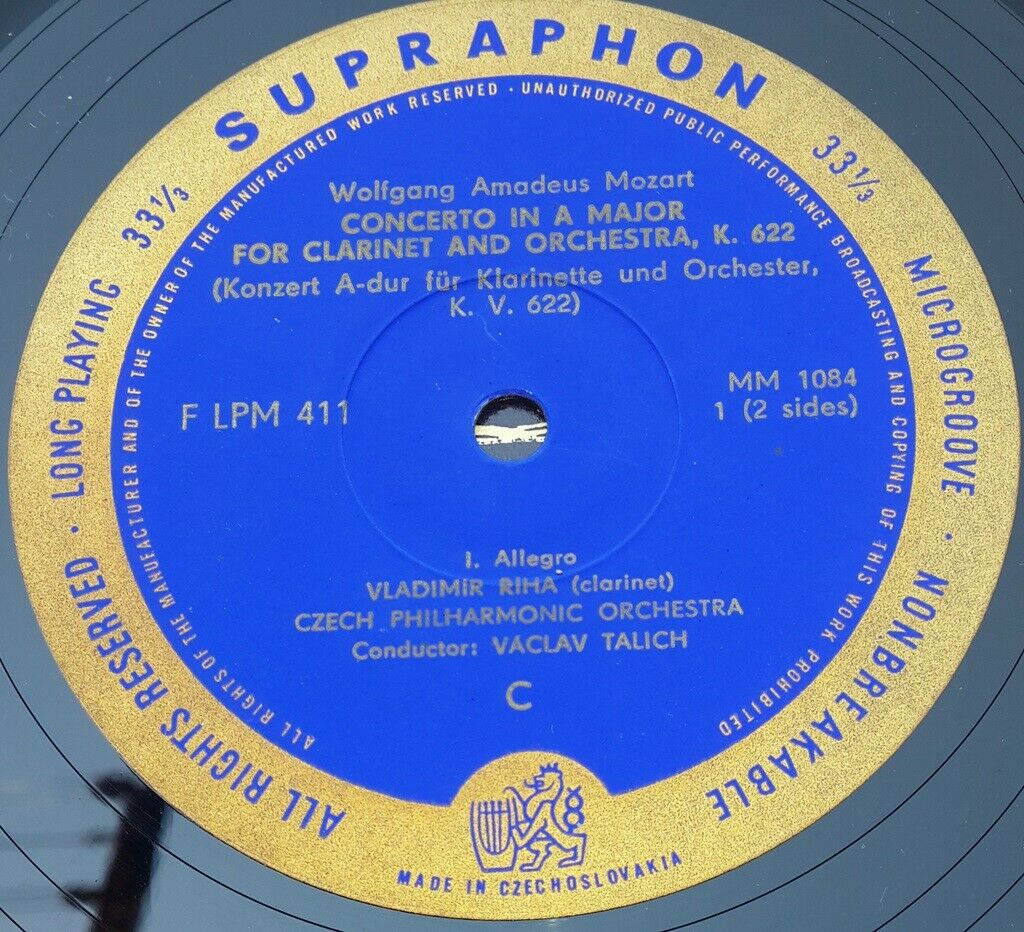 SUPRAPHON
33⅓
33⅓
LONG PLAYING
MICROGROOVE · NONBREAKABLE
ALL RIGHTS RESERVED ·
ALL RIGHTS OF THE MANUFACTURER AND OF THE OWNER OF THE MANUFACTURED WORK RESERVED · UNAUTHORIZED PUBLIC PERFORMANCE BROADCASTING AND COPYING OF THIS WORK PROHIBITED
Wolfgang Amadeus Mozart
CONCERTO IN A MAJOR
FOR CLARINET AND ORCHESTRA, K. 622
(Konzert A-dur für Klarinette und Orchester,
K. V. 622)
F LPM 411
MM 1084
1 (2 sides)
I. Allegro
VLADIMIR RIHA (clarinet)
CZECH PHILHARMONIC ORCHESTRA
Conductor: VACLAV TALICH
C
MADE IN CZECHOSLOVAKIA